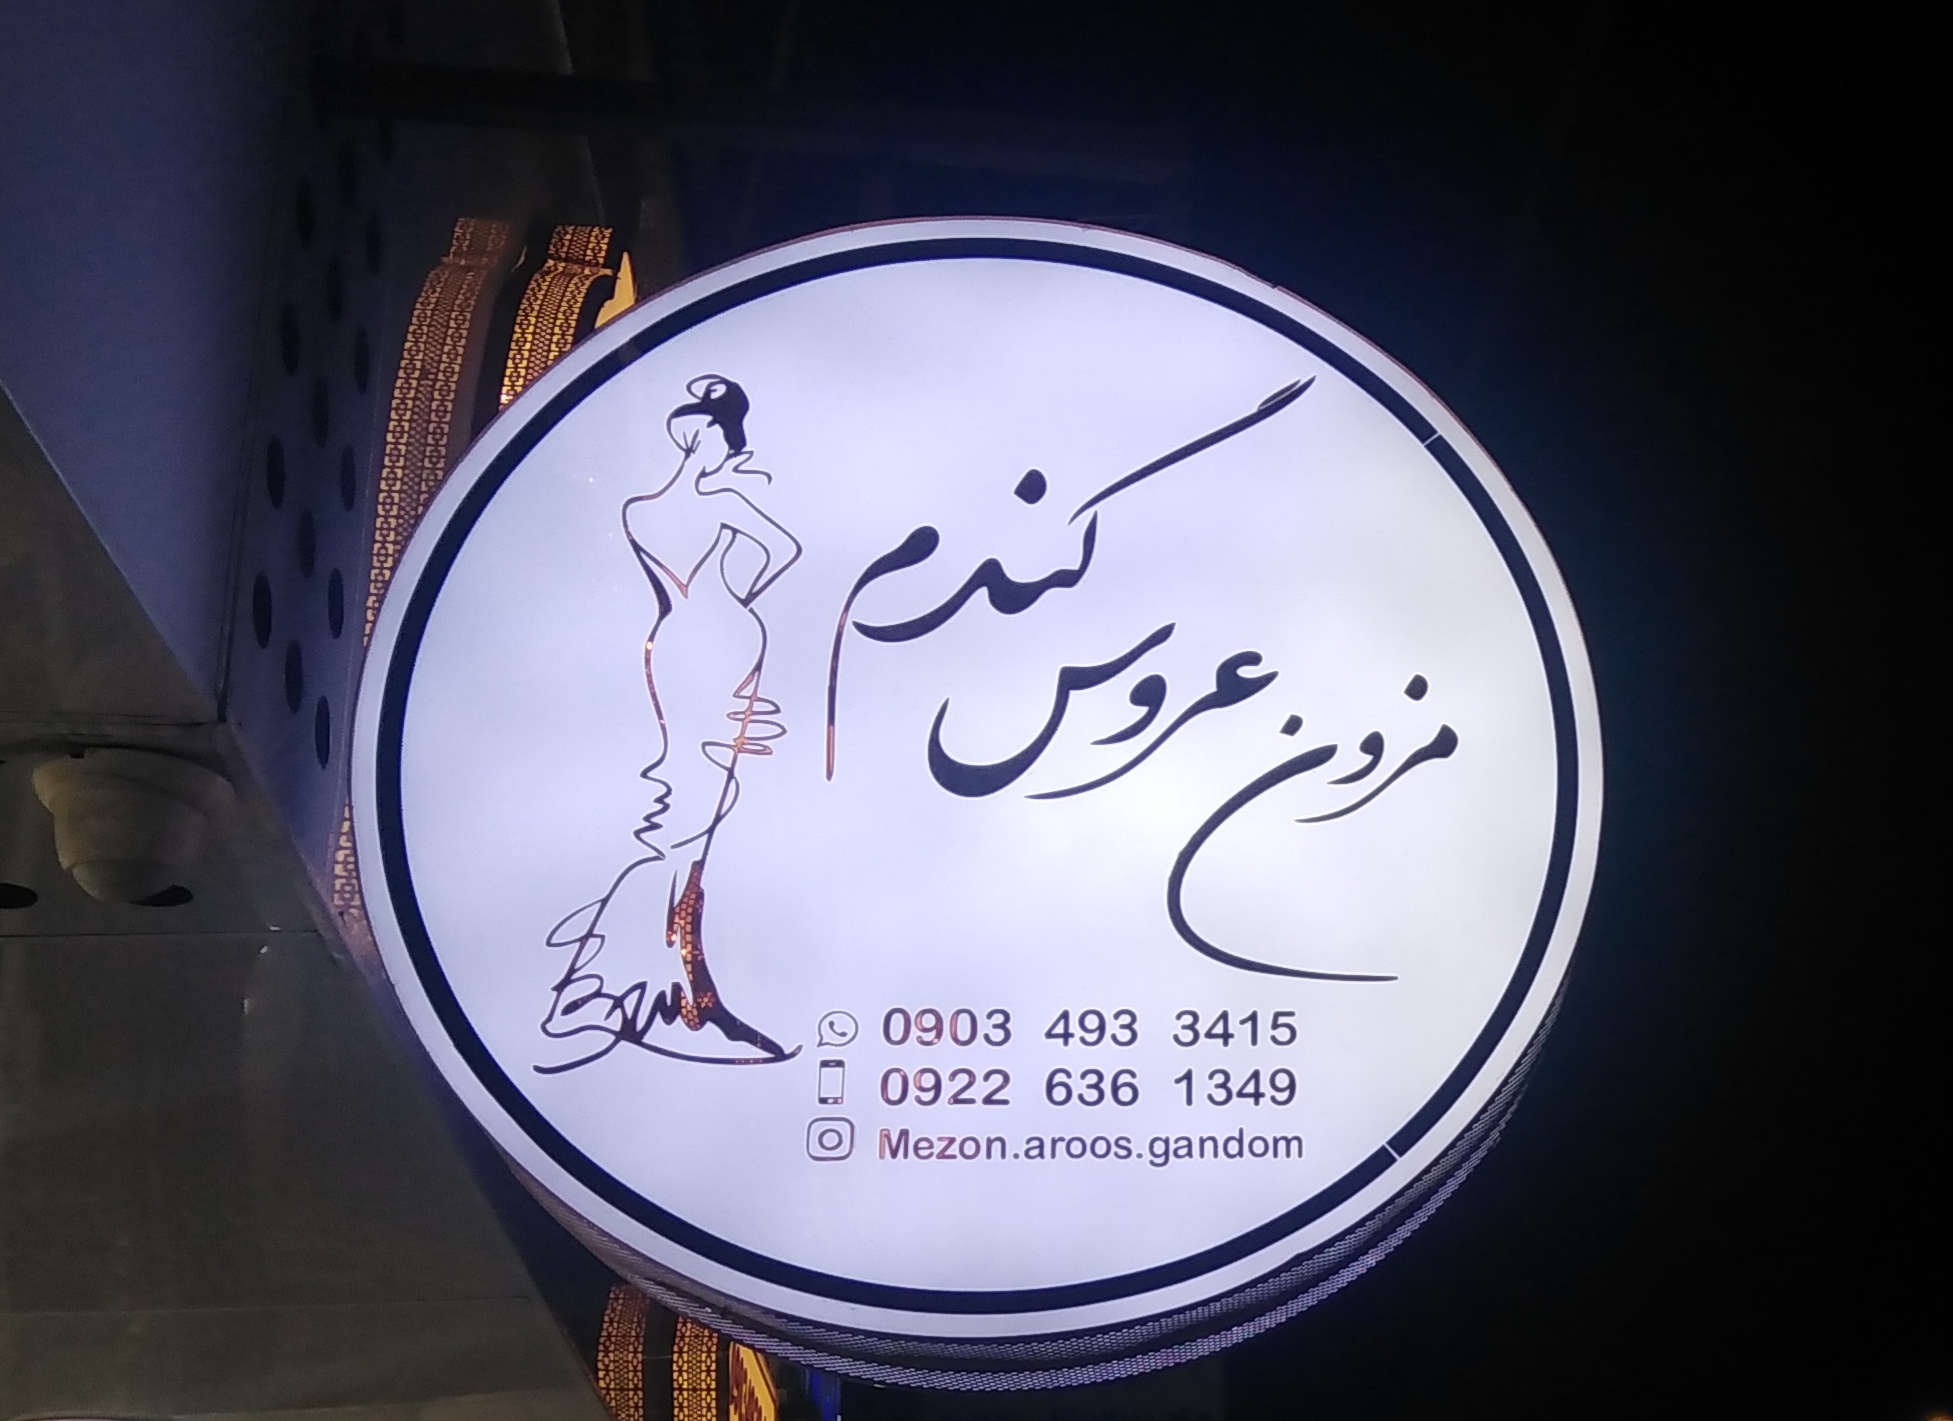 مزون عروس گندم
0903 493 3415
0922 636 1349
Mezon.aroos.gandom